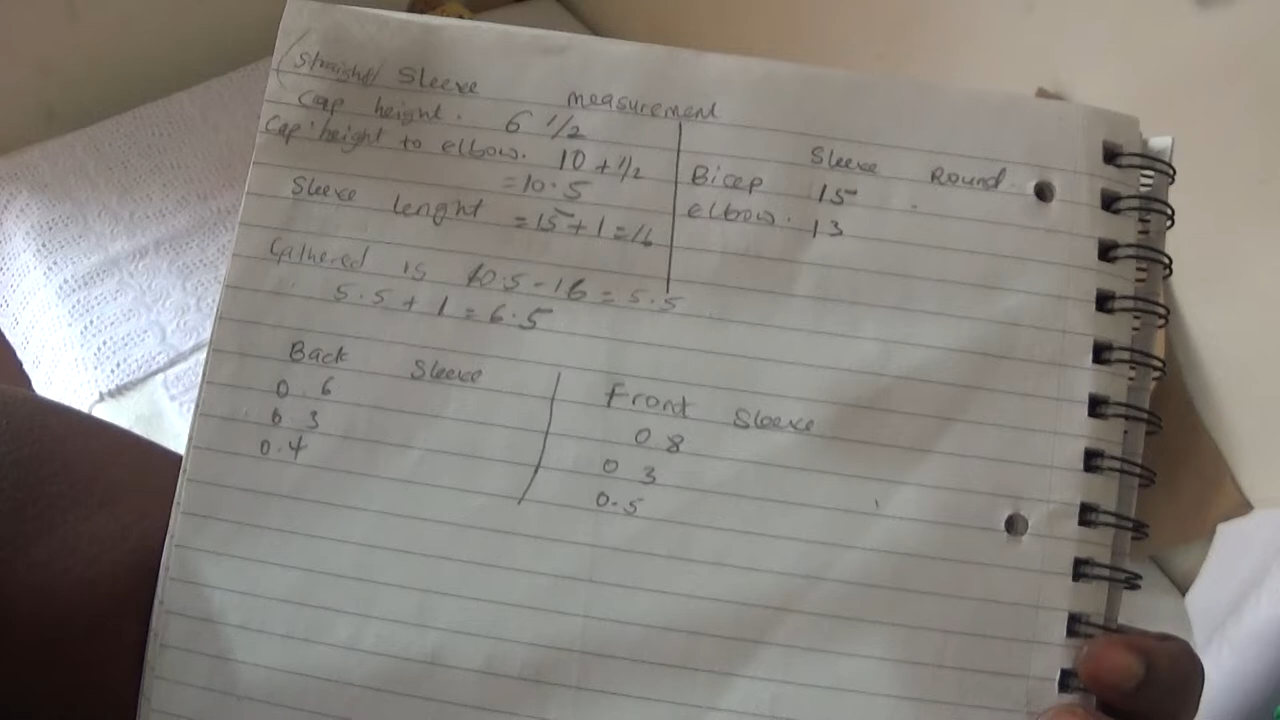 (Straight/ Sleeve measurement
Cap height. 6 1/2
Cap height to elbow. 10 + 1/2
= 10.5
Sleeve lenght = 15 + 1 = 16
Gathered is 10.5 - 16 = 5.5
5.5 + 1 = 6.5
Sleeve Round.
Bicep 15
elbow. 13
Back Sleeve
0.6
0.3
0.4
Front Sleeve
0.8
0.3
0.5